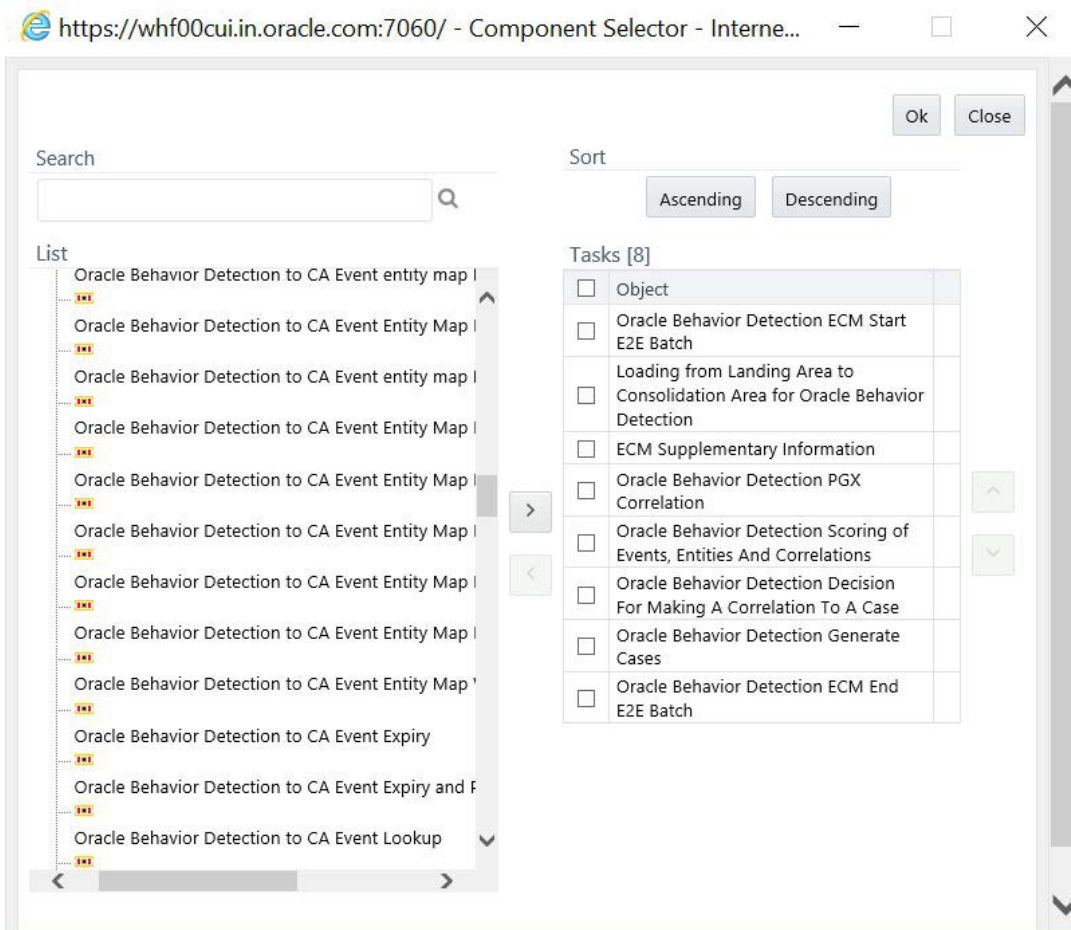 https://whf00cui.in.oracle.com:7060/ - Component Selector - Interne...
Ok
Close
Search
Sort
Ascending
Descending
List
Oracle Behavior Detection to CA Event entity map
Oracle Behavior Detection to CA Event Entity Map
Oracle Behavior Detection to CA Event entity map
Oracle Behavior Detection to CA Event Entity Map
Oracle Behavior Detection to CA Event Entity Map
Oracle Behavior Detection to CA Event Entity Map
Oracle Behavior Detection to CA Event Entity Map
Oracle Behavior Detection to CA Event Entity Map
Oracle Behavior Detection to CA Event Entity Map
Oracle Behavior Detection to CA Event Expiry
Oracle Behavior Detection to CA Event Expiry and
Oracle Behavior Detection to CA Event Lookup
Tasks [8]
Object
Oracle Behavior Detection ECM Start
E2E Batch
Loading from Landing Area to
Consolidation Area for Oracle Behavior
Detection
ECM Supplementary Information
Oracle Behavior Detection PGX
Correlation
Oracle Behavior Detection Scoring of
Events, Entities And Correlations
Oracle Behavior Detection Decision
For Making A Correlation To A Case
Oracle Behavior Detection Generate
Cases
Oracle Behavior Detection ECM End
E2E Batch